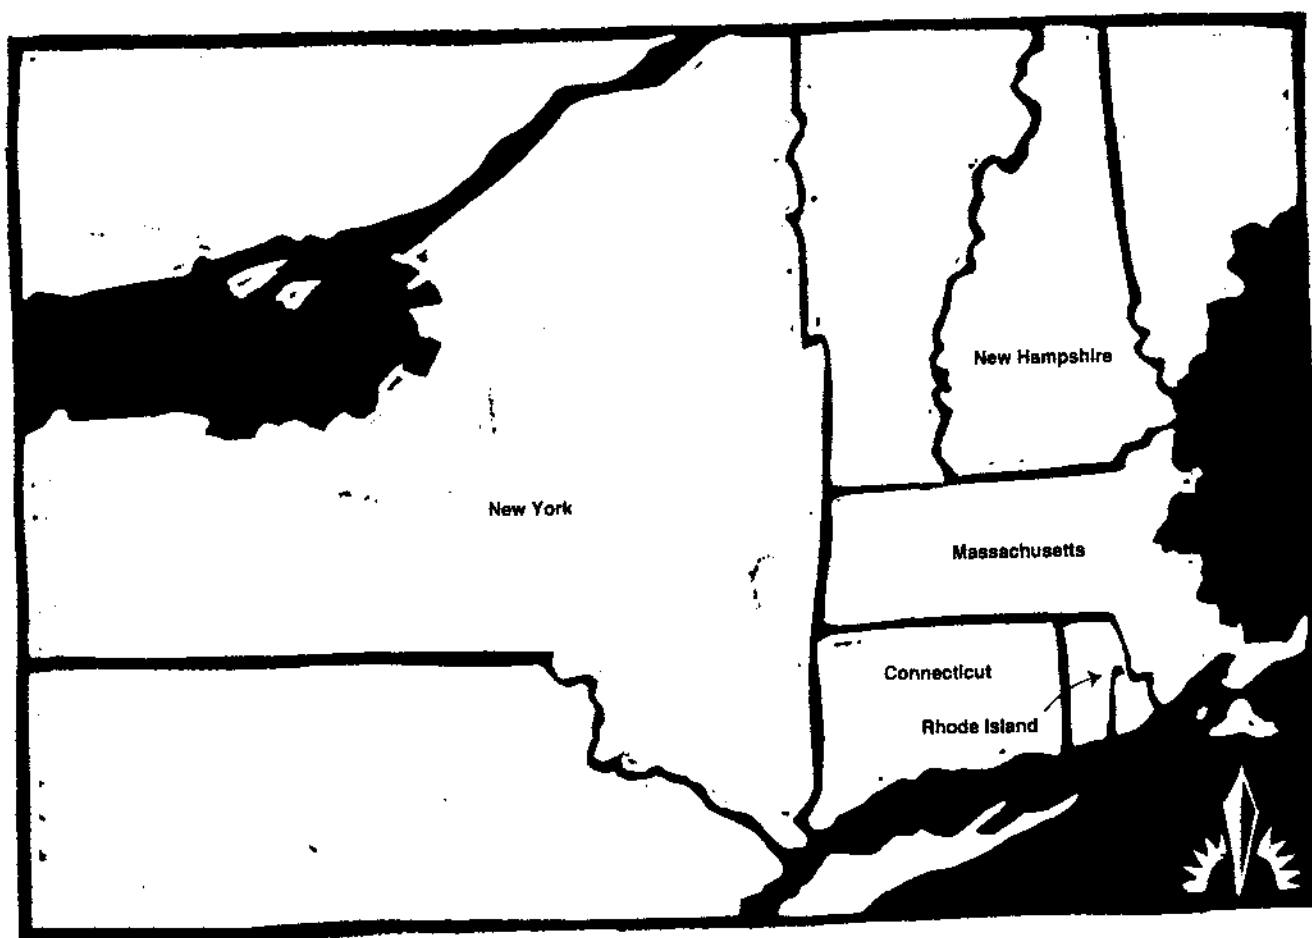 New Hampshire
New York
Massachusetts
Connecticut
Rhode Island